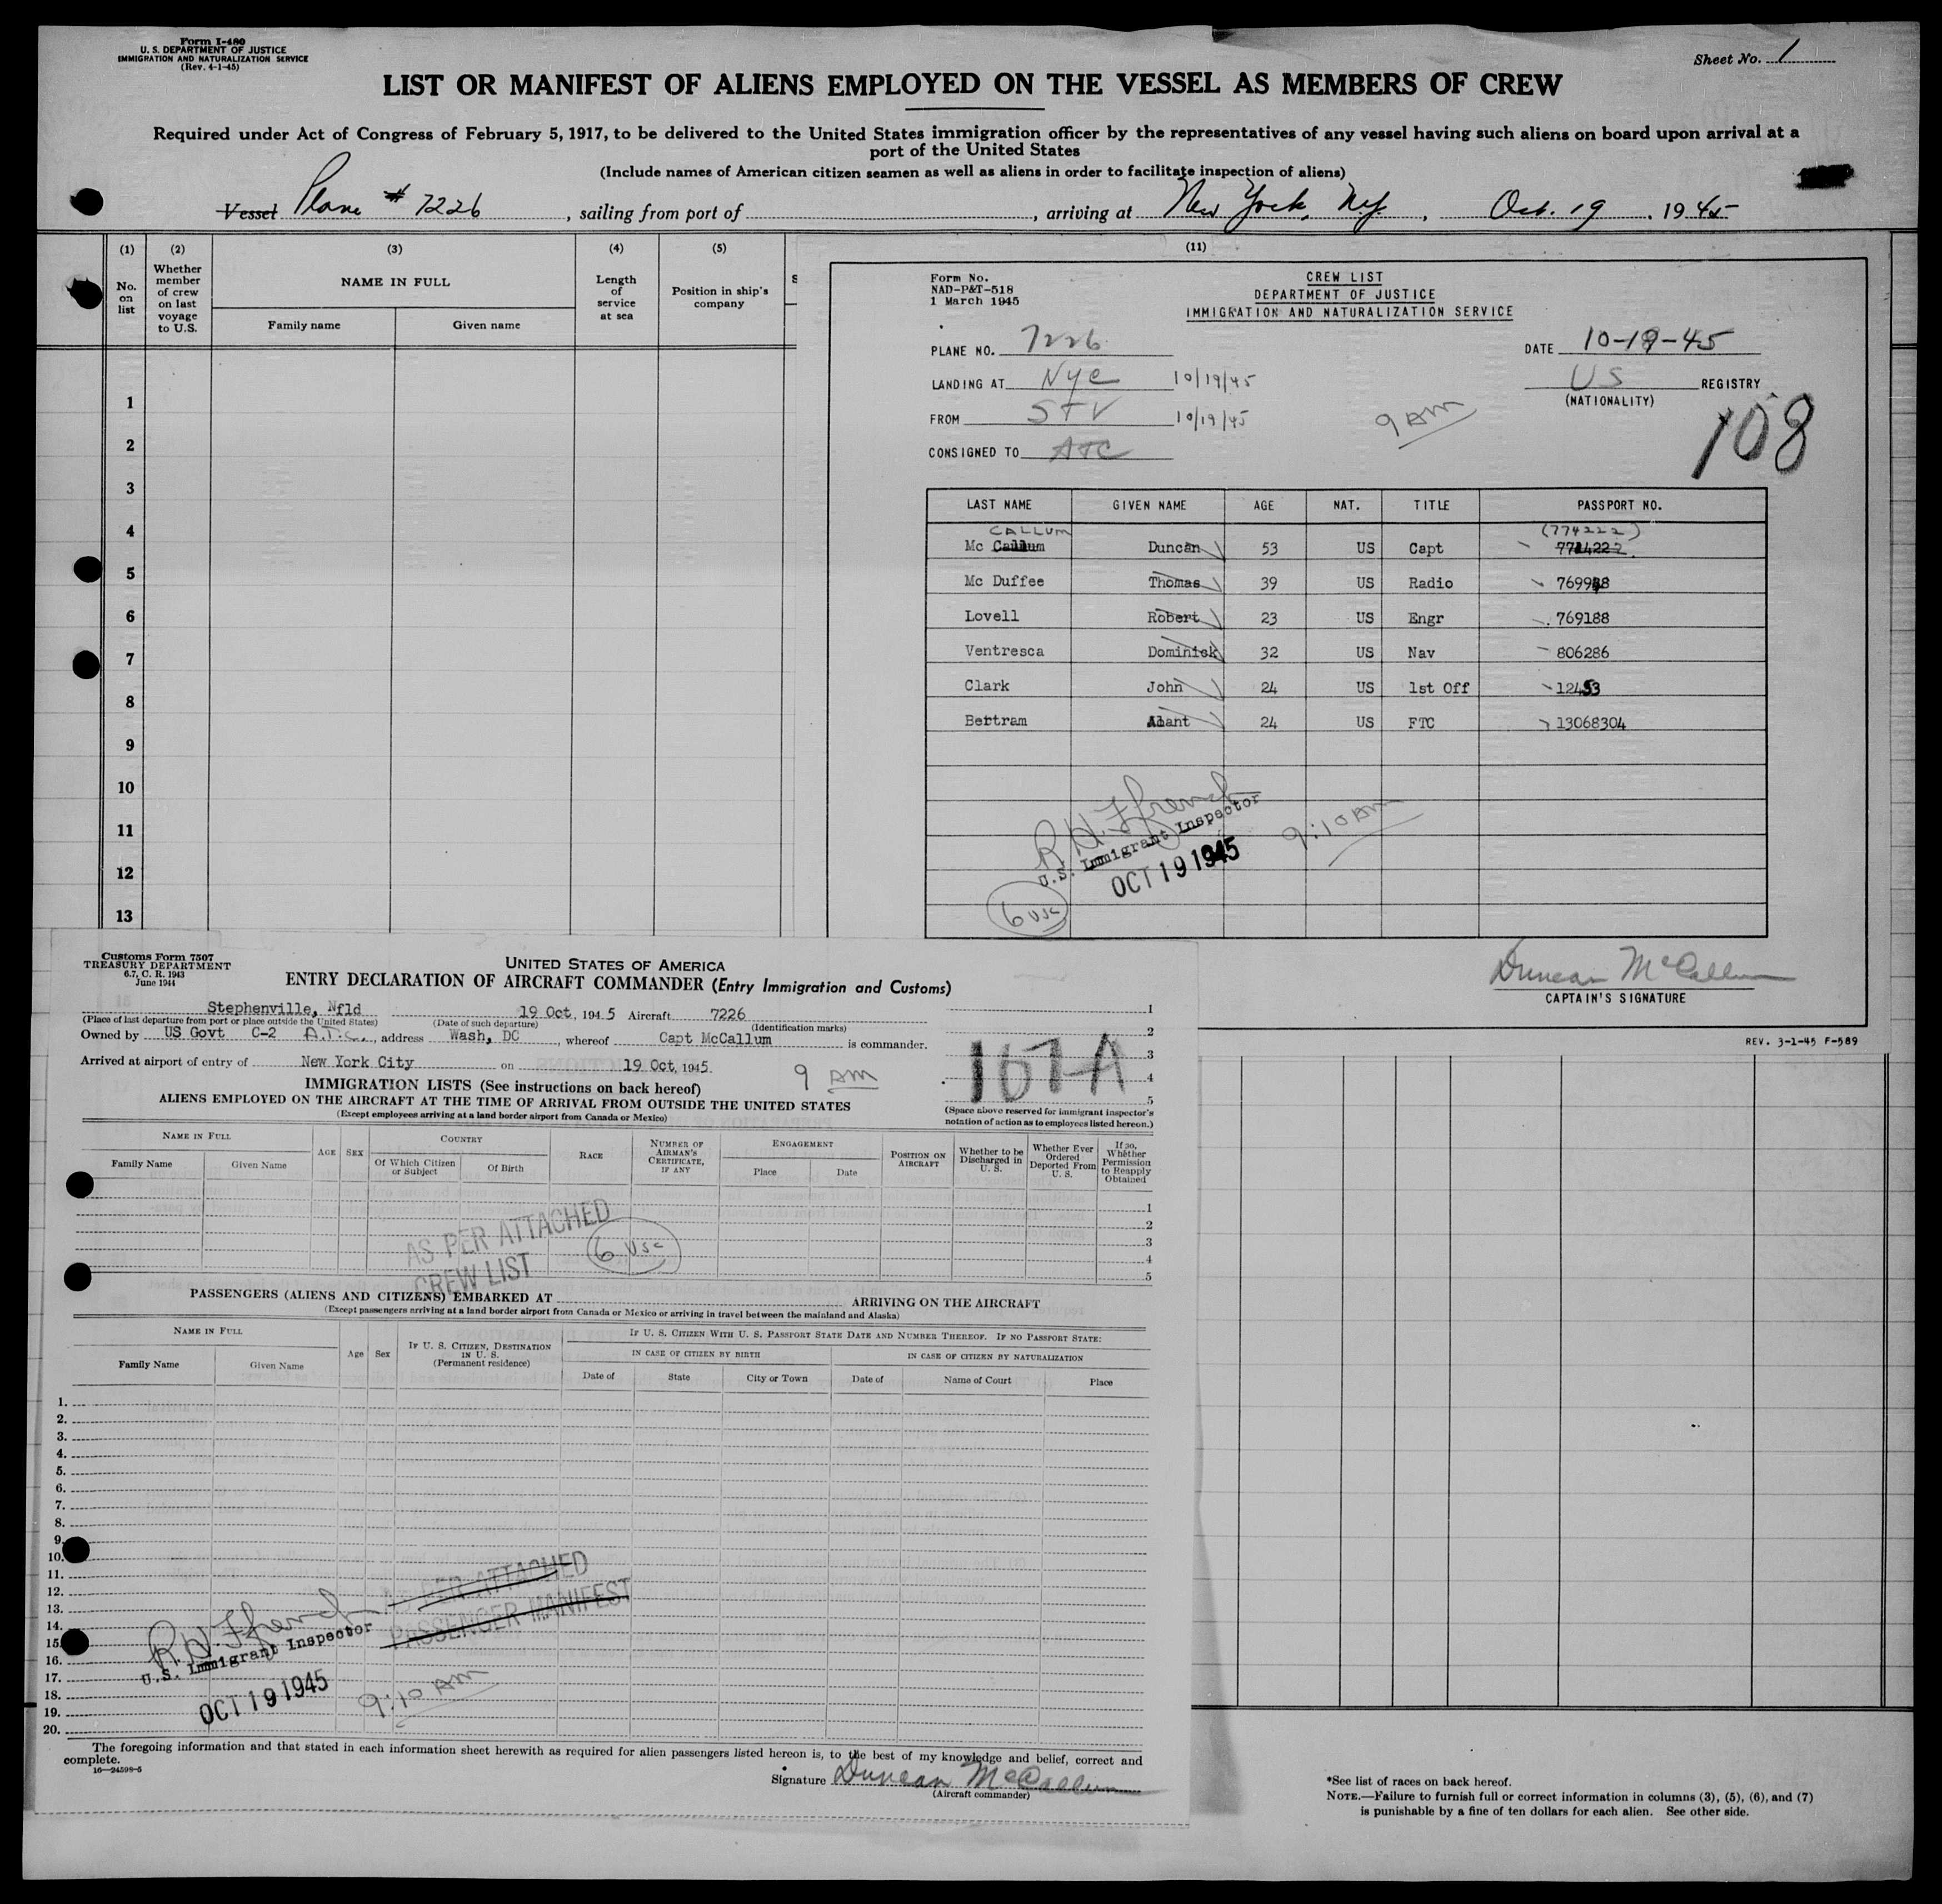 Form I-480
U. S. DEPARTMENT OF JUSTICE
IMMIGRATION AND NATURALIZATION SERVICE
(Rev. 4-1-45)
Sheet No. 1
LIST OR MANIFEST OF ALIENS EMPLOYED ON THE VESSEL AS MEMBERS OF CREW
Required under Act of Congress of February 5, 1917, to be delivered to the United States immigration officer by the representatives of any vessel having such aliens on board upon arrival at a
port of the United States
(Include names of American citizen seamen as well as aliens in order to facilitate inspection of aliens)
Vessel Plane # 7226, sailing from port of , arriving at New York, N.Y., Oct. 19, 1945
(1) (2) (3) (4) (5) (11)
No. on list
Whether member of crew on last voyage to U.S.
NAME IN FULL
Family name Given name
Length of service at sea
Position in ship's company
S
1
2
3
4
5
6
7
8
9
10
11
12
13
Form No.
NAD-P&T-518
1 March 1945
CREW LIST
DEPARTMENT OF JUSTICE
IMMIGRATION AND NATURALIZATION SERVICE
PLANE NO. 7226
DATE 10-19-45
LANDING AT NYC 10/19/45
US REGISTRY
(NATIONALITY)
FROM STV 10/19/45
9 AM
108
CONSIGNED TO ATC
LAST NAME GIVEN NAME AGE NAT. TITLE PASSPORT NO.
CALLUM (774222)
Mc Callum Duncan 53 US Capt 7724222
Mc Duffee Thomas 39 US Radio 769988
Lovell Robert 23 US Engr 769188
Ventresca Dominick 32 US Nav 806286
Clark John 24 US 1st Off 12453
Bertram Alant 24 US FTC 13068304
R.H. Ffrench
U.S. Immigrant Inspector
OCT 19 1945
9:10 AM
6 USC
Duncan McCallum
CAPTAIN'S SIGNATURE
REV. 3-1-45 F-589
Customs Form 7507
TREASURY DEPARTMENT
6.7, C. R. 1943
June 1944
UNITED STATES OF AMERICA
ENTRY DECLARATION OF AIRCRAFT COMMANDER (Entry Immigration and Customs)
Stephenville, Nfld 19 Oct, 1945 Aircraft 7226
(Place of last departure from port or place outside the United States) (Date of such departure) (Identification marks)
Owned by US Govt C-2 A.T.C., address Wash, DC, whereof Capt McCallum is commander.
Arrived at airport of entry of New York City on 19 Oct, 1945.
9 AM
1
2
3
4
5
107A
(Space above reserved for immigrant inspector's
notation of action as to employees listed hereon.)
IMMIGRATION LISTS (See instructions on back hereof)
ALIENS EMPLOYED ON THE AIRCRAFT AT THE TIME OF ARRIVAL FROM OUTSIDE THE UNITED STATES
(Except employees arriving at a land border airport from Canada or Mexico)
NAME IN FULL
Family Name Given Name
AGE SEX
COUNTRY
Of Which Citizen or Subject Of Birth
RACE
NUMBER OF AIRMAN'S CERTIFICATE, IF ANY
ENGAGEMENT
Place Date
POSITION ON AIRCRAFT
Whether to be Discharged in U. S.
Whether Ever Ordered Deported From U. S.
If so, Whether Permission to Reapply Obtained
1
2
3
4
5
AS PER ATTACHED
CREW LIST
6 USC
PASSENGERS (ALIENS AND CITIZENS) EMBARKED AT ARRIVING ON THE AIRCRAFT
(Except passengers arriving at a land border airport from Canada or Mexico or arriving in travel between the mainland and Alaska)
NAME IN FULL
Family Name Given Name
Age Sex
IF U. S. CITIZEN, DESTINATION IN U. S.
(Permanent residence)
IF U. S. CITIZEN WITH U. S. PASSPORT STATE DATE AND NUMBER THEREOF. IF NO PASSPORT STATE:
IN CASE OF CITIZEN BY BIRTH IN CASE OF CITIZEN BY NATURALIZATION
Date of State City or Town Date of Name of Court Place
1.
2.
3.
4.
5.
6.
7.
8.
9.
10.
11.
12.
13.
14.
15.
16.
17.
18.
19.
20.
PER ATTACHED
PASSENGER MANIFEST
R.H. Ffrench
U.S. Immigrant Inspector
OCT 19 1945
9:10 AM
The foregoing information and that stated in each information sheet herewith as required for alien passengers listed hereon is, to the best of my knowledge and belief, correct and
complete.
16—24598-5
Signature Duncan McCallum
(Aircraft commander)
*See list of races on back hereof.
NOTE.—Failure to furnish full or correct information in columns (3), (5), (6), and (7)
is punishable by a fine of ten dollars for each alien. See other side.